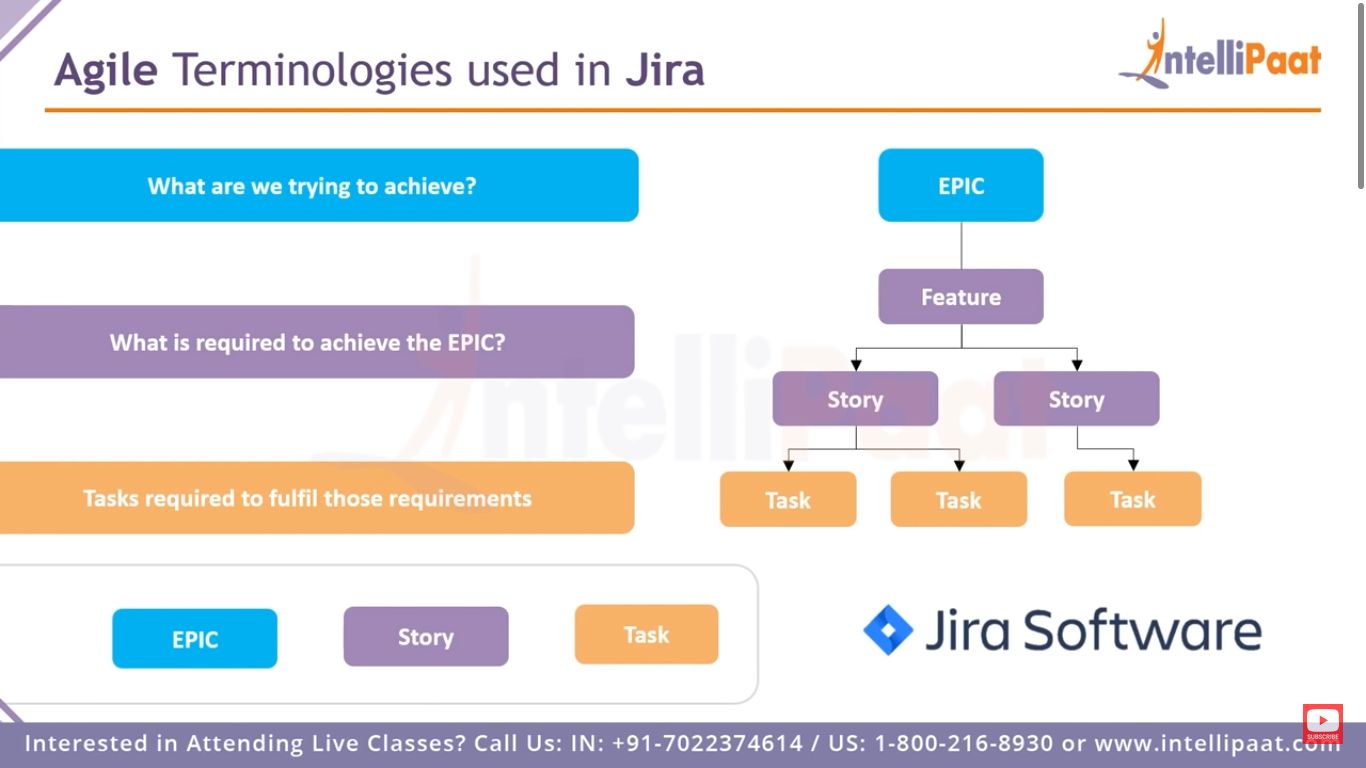 Agile Terminologies used in Jira
IntelliPaat
What are we trying to achieve?
EPIC
Feature
What is required to achieve the EPIC?
Story
Story
Tasks required to fulfil those requirements
Task
Task
Task
IntelliPaat
EPIC
Story
Task
Jira Software
SUBSCRIBE
Interested in Attending Live Classes? Call Us: IN: +91-7022374614 / US: 1-800-216-8930 or www.intellipaat.com